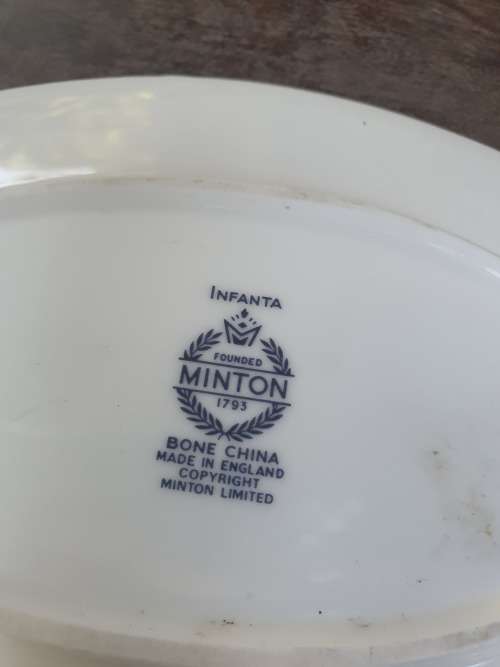 INFANTA
FOUNDED
MINTON
1793
BONE CHINA
MADE IN ENGLAND
COPYRIGHT
MINTON LIMITED